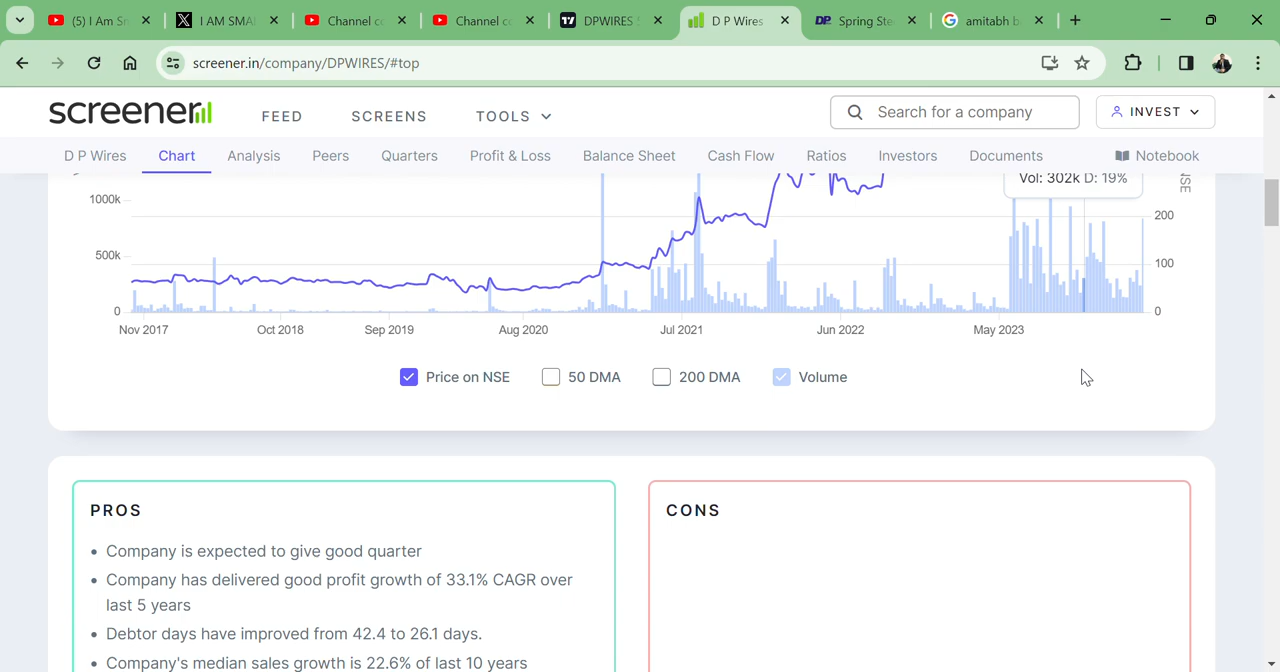 (5) I Am Sn
I AM SMA
Channel co
Channel co
DPWIRES S
D P Wires
Spring Ste
amitabh b
screener.in/company/DPWIRES/#top
screener
FEED
SCREENS
TOOLS
Search for a company
INVEST
D P Wires
Chart
Analysis
Peers
Quarters
Profit & Loss
Balance Sheet
Cash Flow
Ratios
Investors
Documents
Notebook
Vol: 302k D: 19%
1000k
500k
0
200
100
0
Nov 2017
Oct 2018
Sep 2019
Aug 2020
Jul 2021
Jun 2022
May 2023
Price on NSE
50 DMA
200 DMA
Volume
PROS
Company is expected to give good quarter
Company has delivered good profit growth of 33.1% CAGR over
last 5 years
Debtor days have improved from 42.4 to 26.1 days.
Company's median sales growth is 22.6% of last 10 years
CONS